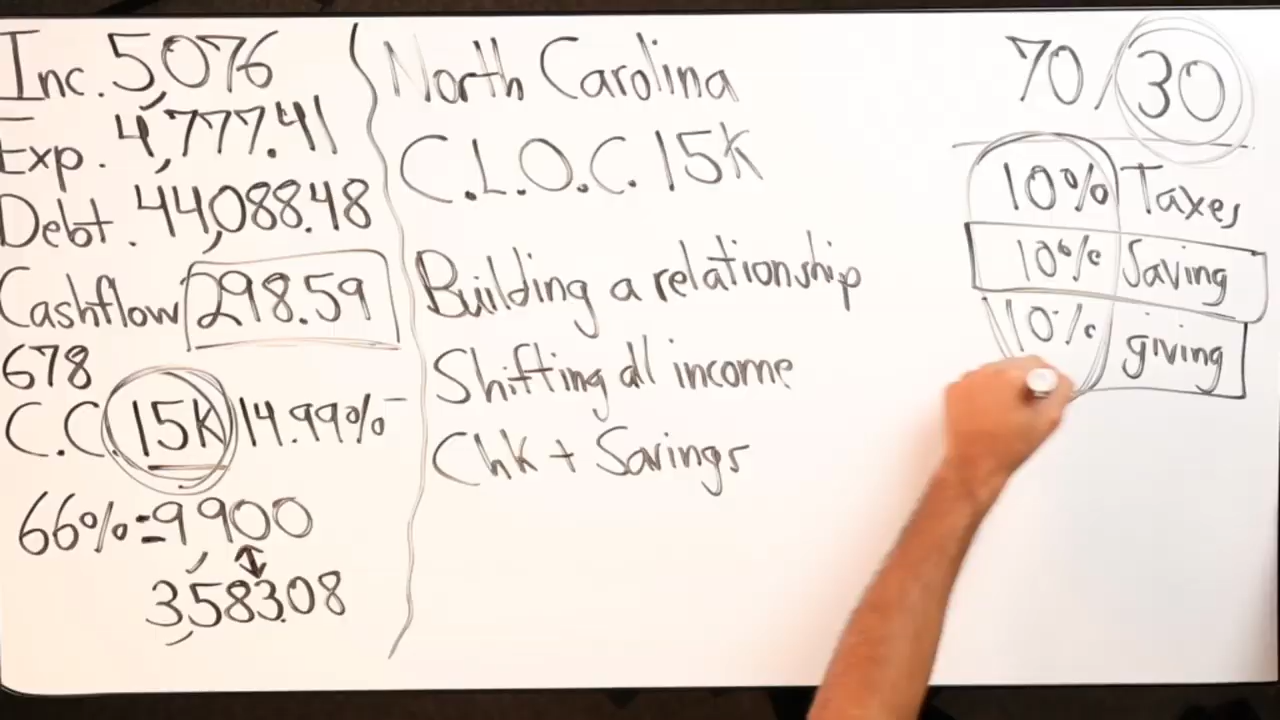 Inc. 5,076
Exp. 4,777.41
Debt. 44,088.48
Cashflow 298.59
678
C.C. 15K 14.99%
66% = 9,900
3,583.08
North Carolina
C.L.O.C. 15K
Building a relationship
Shifting all income
Chk + Savings
70/30
10% Taxes
10% Saving
10% giving